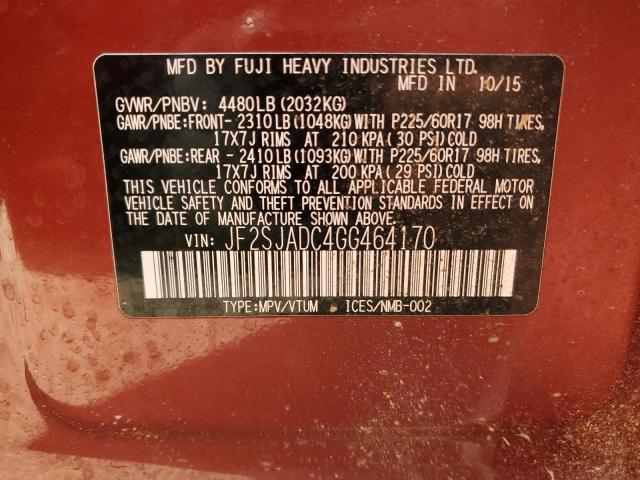 MFD BY FUJI HEAVY INDUSTRIES LTD.
MFD IN 10/15
GVWR/PNBV: 4480LB(2032KG)
GAWR/PNBE:FRONT-2310LB(1048KG)WITH P225/60R17 98H TIRES,
17X7J RIMS AT 210KPA(30 PSI)COLD
GAWR/PNBE:REAR -2410LB(1093KG)WITH P225/60R17 98H TIRES,
17X7J RIMS AT 200KPA(29 PSI)COLD
THIS VEHICLE CONFORMS TO ALL APPLICABLE FEDERAL MOTOR
VEHICLE SAFETY AND THEFT PREVENTION STANDARDS IN EFFECT ON
THE DATE OF MANUFACTURE SHOWN ABOVE.
VIN: JF2SJADC4GG464170
TYPE:MPV/VTUM ICES/NMB-002